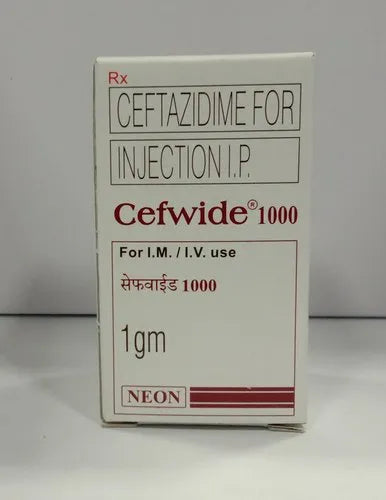 Rx
CEFTAZIDIME FOR
INJECTION I.P.
Cefwide® 1000
For I.M. / I.V. use
सेफवाईड 1000
1gm
NEON